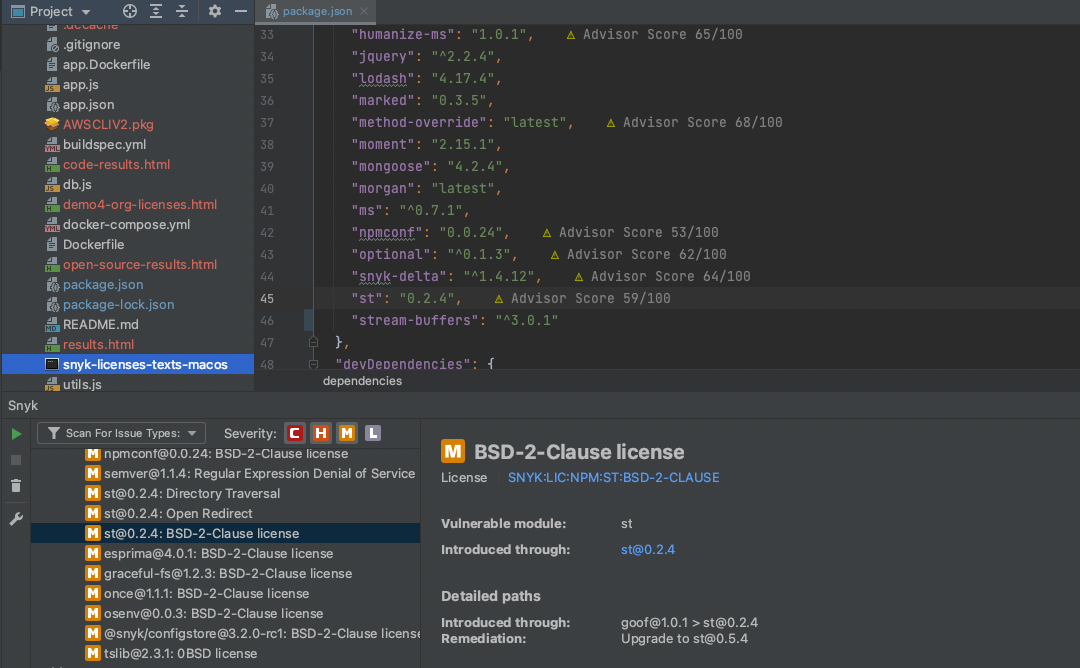 Project
package.json
.dccache
.gitignore
app.Dockerfile
app.js
app.json
AWSCLIV2.pkg
buildspec.yml
code-results.html
db.js
demo4-org-licenses.html
docker-compose.yml
Dockerfile
open-source-results.html
package.json
package-lock.json
README.md
results.html
snyk-licenses-texts-macos
utils.js
33 "humanize-ms": "1.0.1", ⚠ Advisor Score 65/100
34 "jquery": "^2.2.4",
35 "lodash": "4.17.4",
36 "marked": "0.3.5",
37 "method-override": "latest", ⚠ Advisor Score 68/100
38 "moment": "2.15.1",
39 "mongoose": "4.2.4",
40 "morgan": "latest",
41 "ms": "^0.7.1",
42 "npmconf": "0.0.24", ⚠ Advisor Score 53/100
43 "optional": "^0.1.3", ⚠ Advisor Score 62/100
44 "snyk-delta": "^1.4.12", ⚠ Advisor Score 64/100
45 "st": "0.2.4", ⚠ Advisor Score 59/100
46 "stream-buffers": "^3.0.1"
47 },
48 "devDependencies": {
dependencies
Snyk
Scan For Issue Types: Severity: C H M L
M npmconf@0.0.24: BSD-2-Clause license
M semver@1.1.4: Regular Expression Denial of Service
M st@0.2.4: Directory Traversal
M st@0.2.4: Open Redirect
M st@0.2.4: BSD-2-Clause license
M esprima@4.0.1: BSD-2-Clause license
M graceful-fs@1.2.3: BSD-2-Clause license
M once@1.1.1: BSD-2-Clause license
M osenv@0.0.3: BSD-2-Clause license
M @snyk/configstore@3.2.0-rc1: BSD-2-Clause license
M tslib@2.3.1: 0BSD license
M BSD-2-Clause license
License SNYK:LIC:NPM:ST:BSD-2-CLAUSE
Vulnerable module: st
Introduced through: st@0.2.4
Detailed paths
Introduced through: goof@1.0.1 > st@0.2.4
Remediation: Upgrade to st@0.5.4